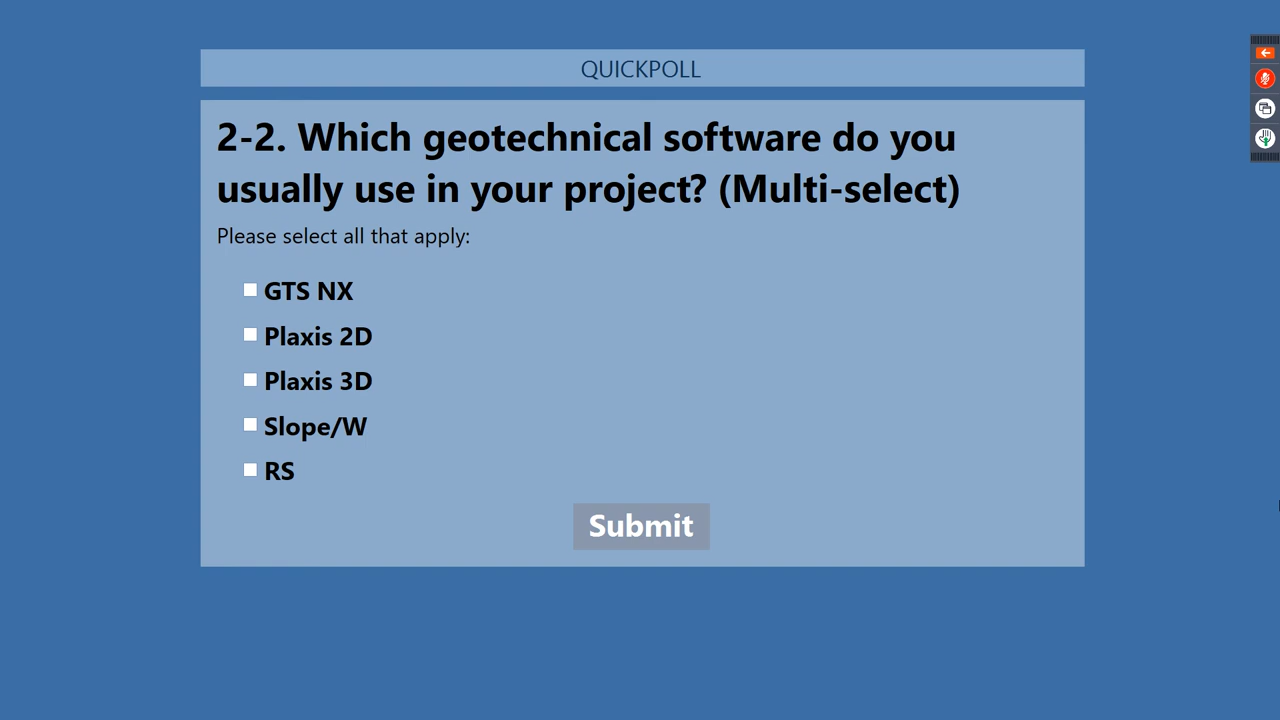 QUICKPOLL
2-2. Which geotechnical software do you
usually use in your project? (Multi-select)
Please select all that apply:
GTS NX
Plaxis 2D
Plaxis 3D
Slope/W
RS
Submit